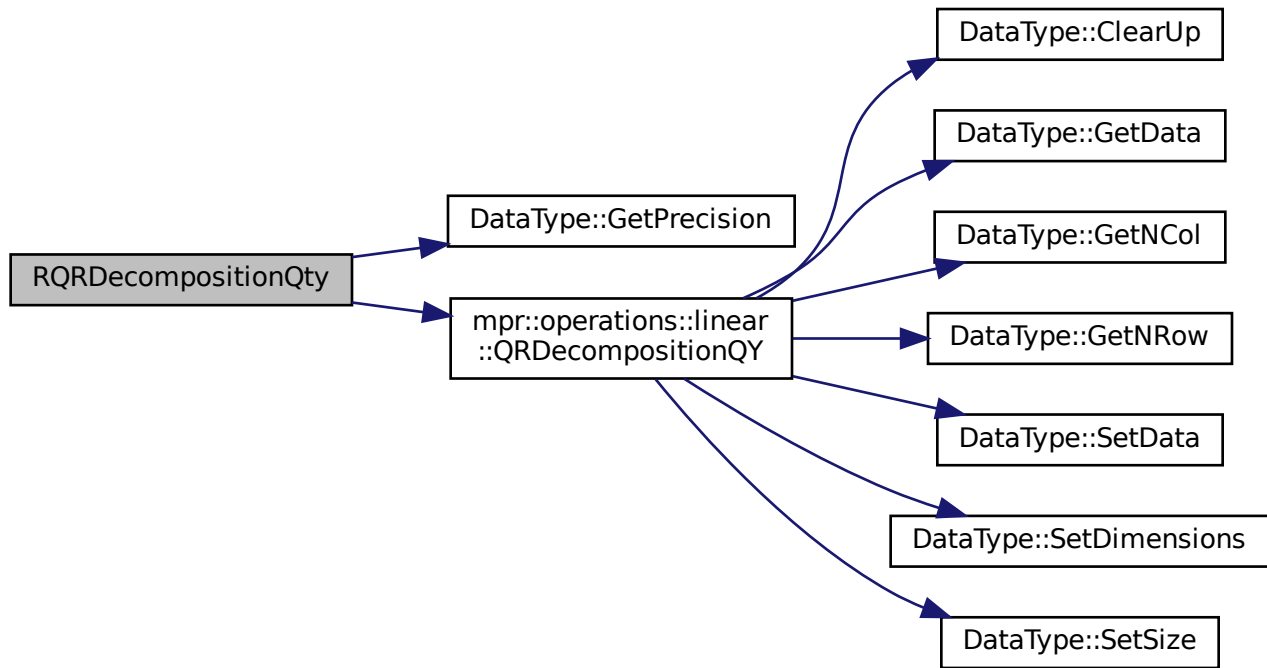 RQRDecompositionQty
DataType::GetPrecision
mpr::operations::linear
::QRDecompositionQY
DataType::ClearUp
DataType::GetData
DataType::GetNCol
DataType::GetNRow
DataType::SetData
DataType::SetDimensions
DataType::SetSize